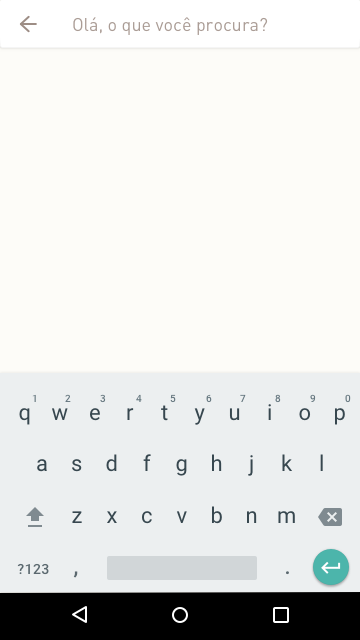 Olá, o que você procura?
1 2 3 4 5 6 7 8 9 0
q w e r t y u i o p
a s d f g h j k l
z x c v b n m
?123 , .